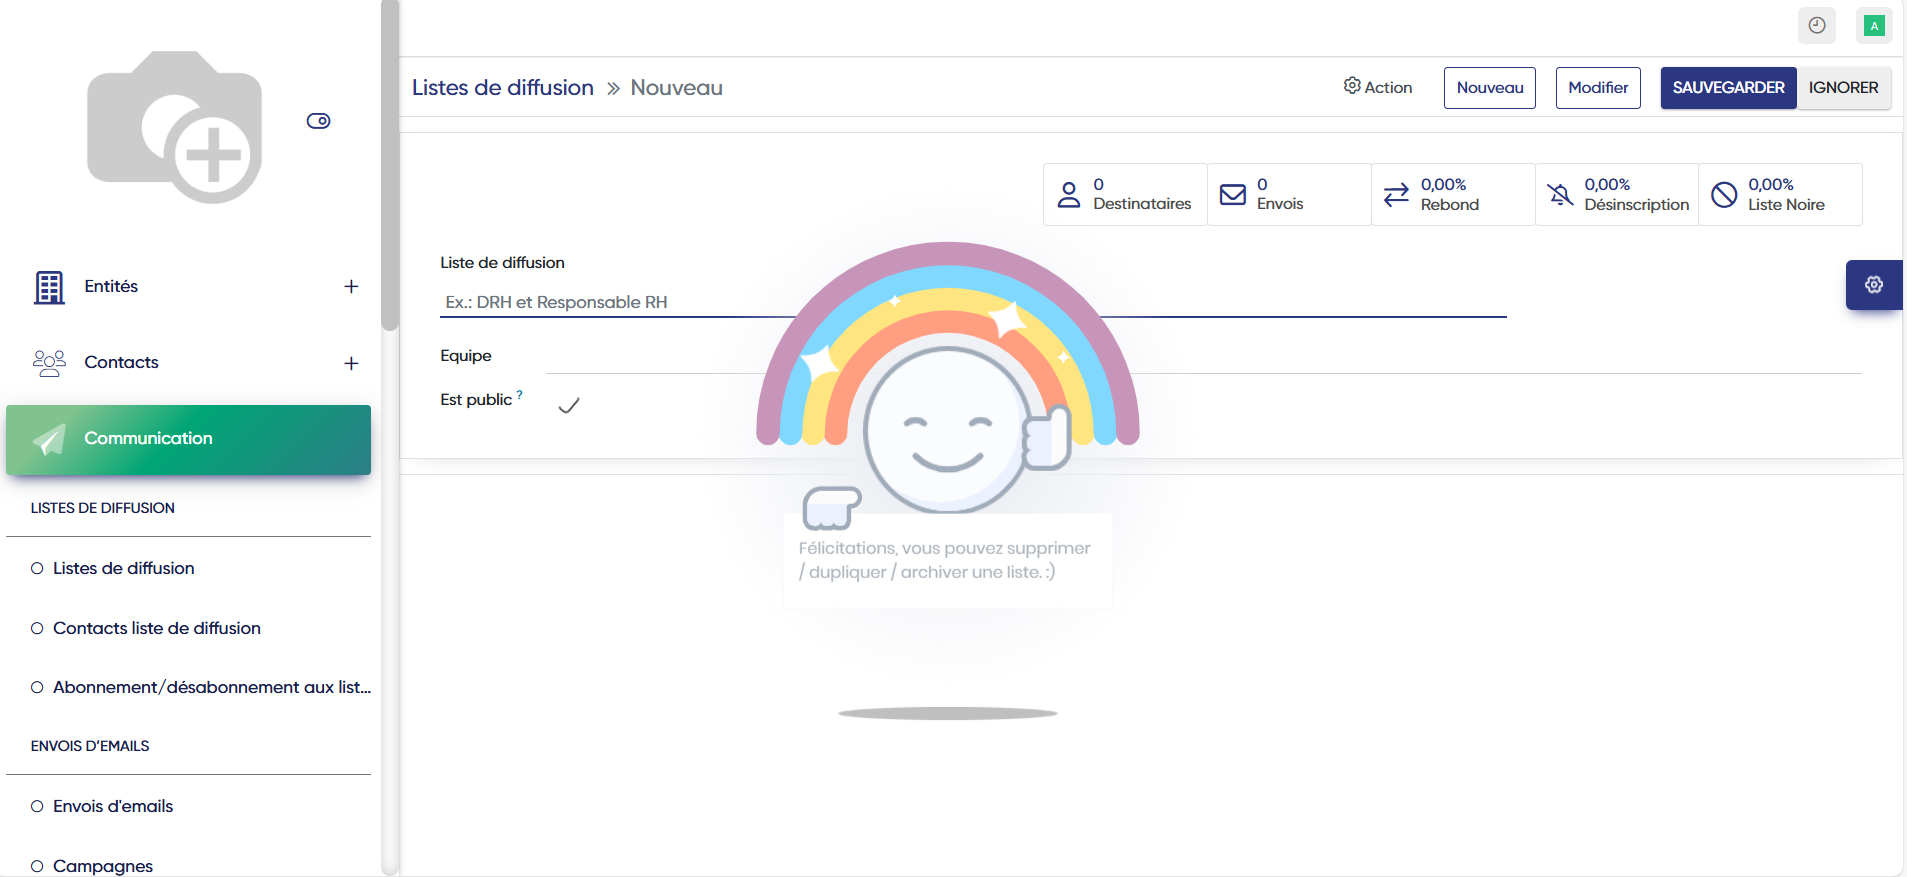 A
Listes de diffusion » Nouveau
Action
Nouveau
Modifier
SAUVEGARDER
IGNORER
0
Destinataires
0
Envois
0,00%
Rebond
0,00%
Désinscription
0,00%
Liste Noire
Liste de diffusion
Ex.: DRH et Responsable RH
Equipe
Est public ?
Félicitations, vous pouvez supprimer
/ dupliquer / archiver une liste. :)
Entités
Contacts
Communication
LISTES DE DIFFUSION
Listes de diffusion
Contacts liste de diffusion
Abonnement/désabonnement aux list...
ENVOIS D'EMAILS
Envois d'emails
Campagnes